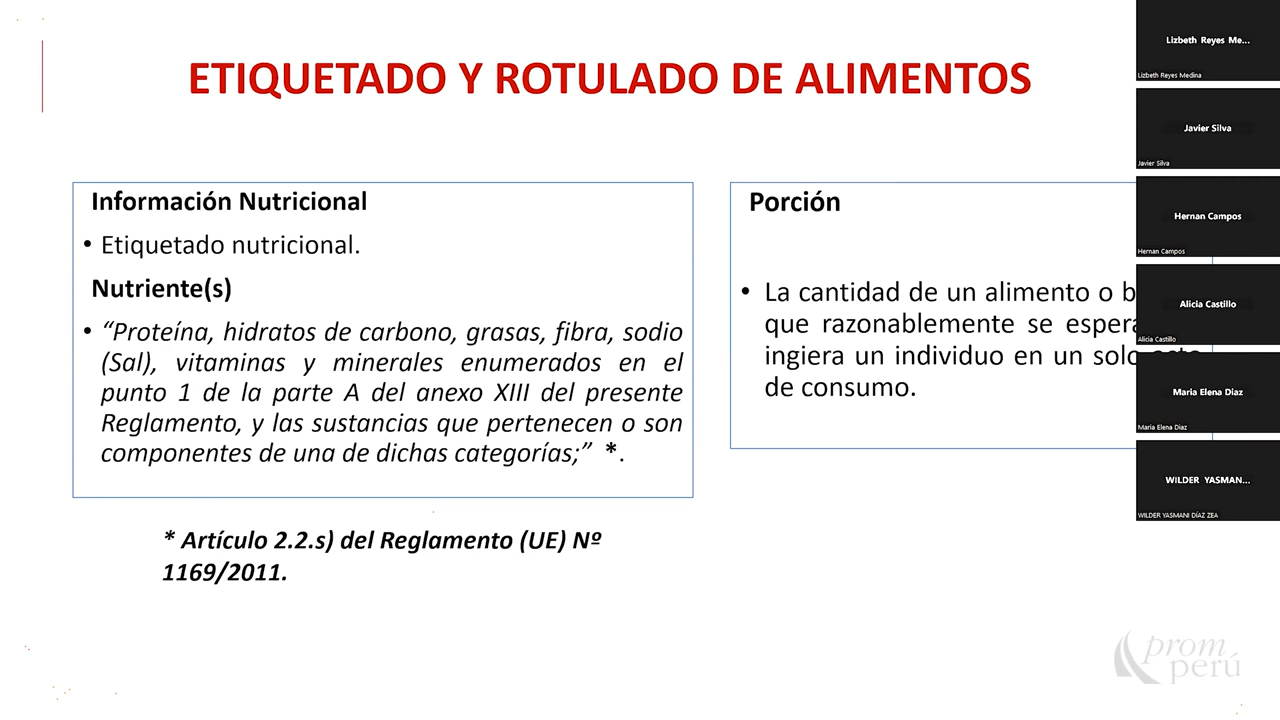 ETIQUETADO Y ROTULADO DE ALIMENTOS
Información Nutricional
• Etiquetado nutricional.
Nutriente(s)
• “Proteína, hidratos de carbono, grasas, fibra, sodio
(Sal), vitaminas y minerales enumerados en el
punto 1 de la parte A del anexo XIII del presente
Reglamento, y las sustancias que pertenecen o son
componentes de una de dichas categorías;” *.
* Artículo 2.2.s) del Reglamento (UE) Nº
1169/2011.
Porción
• La cantidad de un alimento o
que razonablemente se
ingiera un individuo en un solo
de consumo.
Lizbeth Reyes Me...
Lizbeth Reyes Medina
Javier Silva
Javier Silva
Hernan Campos
Hernan Campos
Alicia Castillo
Alicia Castillo
Maria Elena Diaz
Maria Elena Diaz
WILDER YASMAN...
WILDER YASMANI DÍAZ ZEA
prom
perú